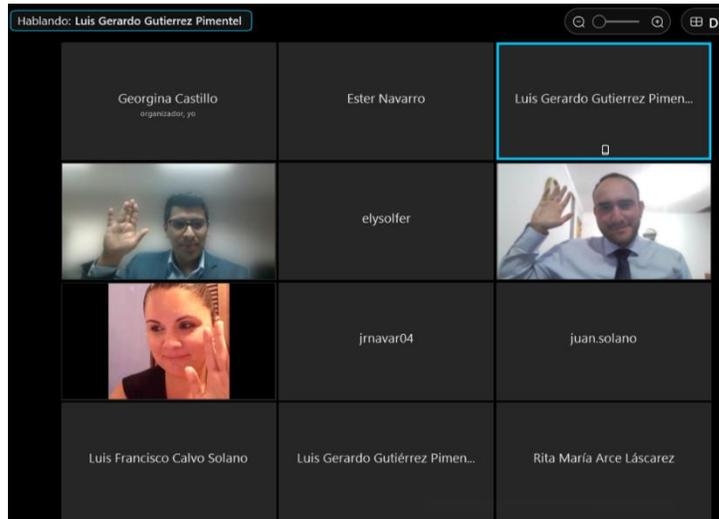 Hablando: Luis Gerardo Gutierrez Pimentel
D
Georgina Castillo
organizador, yo
Ester Navarro
Luis Gerardo Gutierrez Pimen...
elysolfer
jrnavar04
juan.solano
Luis Francisco Calvo Solano
Luis Gerardo Gutiérrez Pimen...
Rita María Arce Láscarez